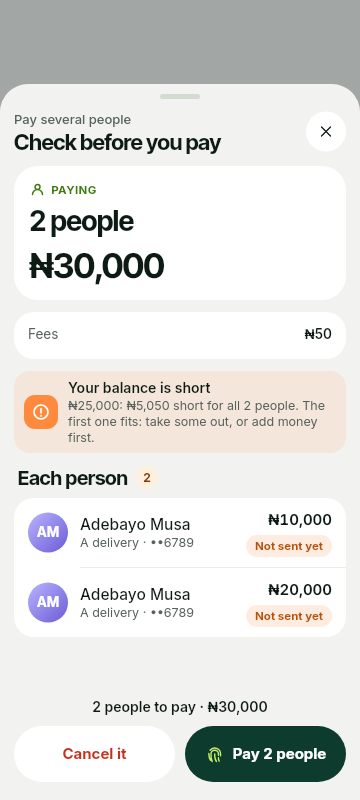 Pay several people
Check before you pay
PAYING
2 people
₦30,000
Fees
₦50
Your balance is short
₦25,000: ₦5,050 short for all 2 people. The
first one fits: take some out, or add money
first.
Each person
2
AM
Adebayo Musa
A delivery · ••6789
₦10,000
Not sent yet
AM
Adebayo Musa
A delivery · ••6789
₦20,000
Not sent yet
2 people to pay · ₦30,000
Cancel it
Pay 2 people